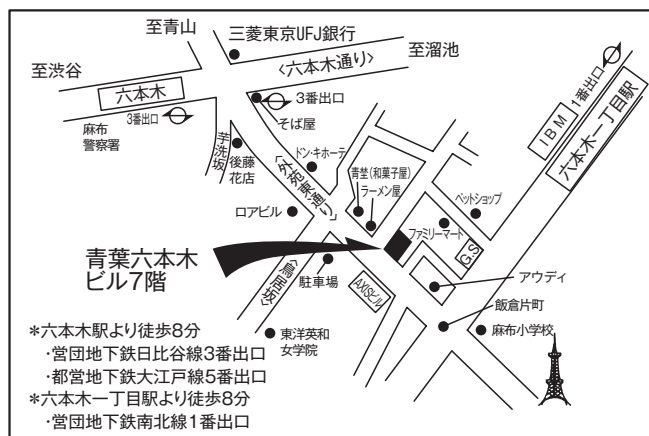 至青山
三菱東京UFJ銀行
至溜池
〈六本木通り〉
至渋谷
六本木
3番出口
3番出口
そば屋
麻布
警察署
芋洗坂
後藤
花店
ドン・キホーテ
〈外苑東通り〉
青埜(和菓子屋)
ラーメン屋
ペットショップ
IBM
1番出口
六本木一丁目駅
ロアビル
ファミリーマート
G.S
青葉六本木
ビル7階
〈鳥居坂〉
駐車場
AXISビル
アウディ
飯倉片町
麻布小学校
東洋英和
女学院
*六本木駅より徒歩8分
・営団地下鉄日比谷線3番出口
・都営地下鉄大江戸線5番出口
*六本木一丁目駅より徒歩8分
・営団地下鉄南北線1番出口